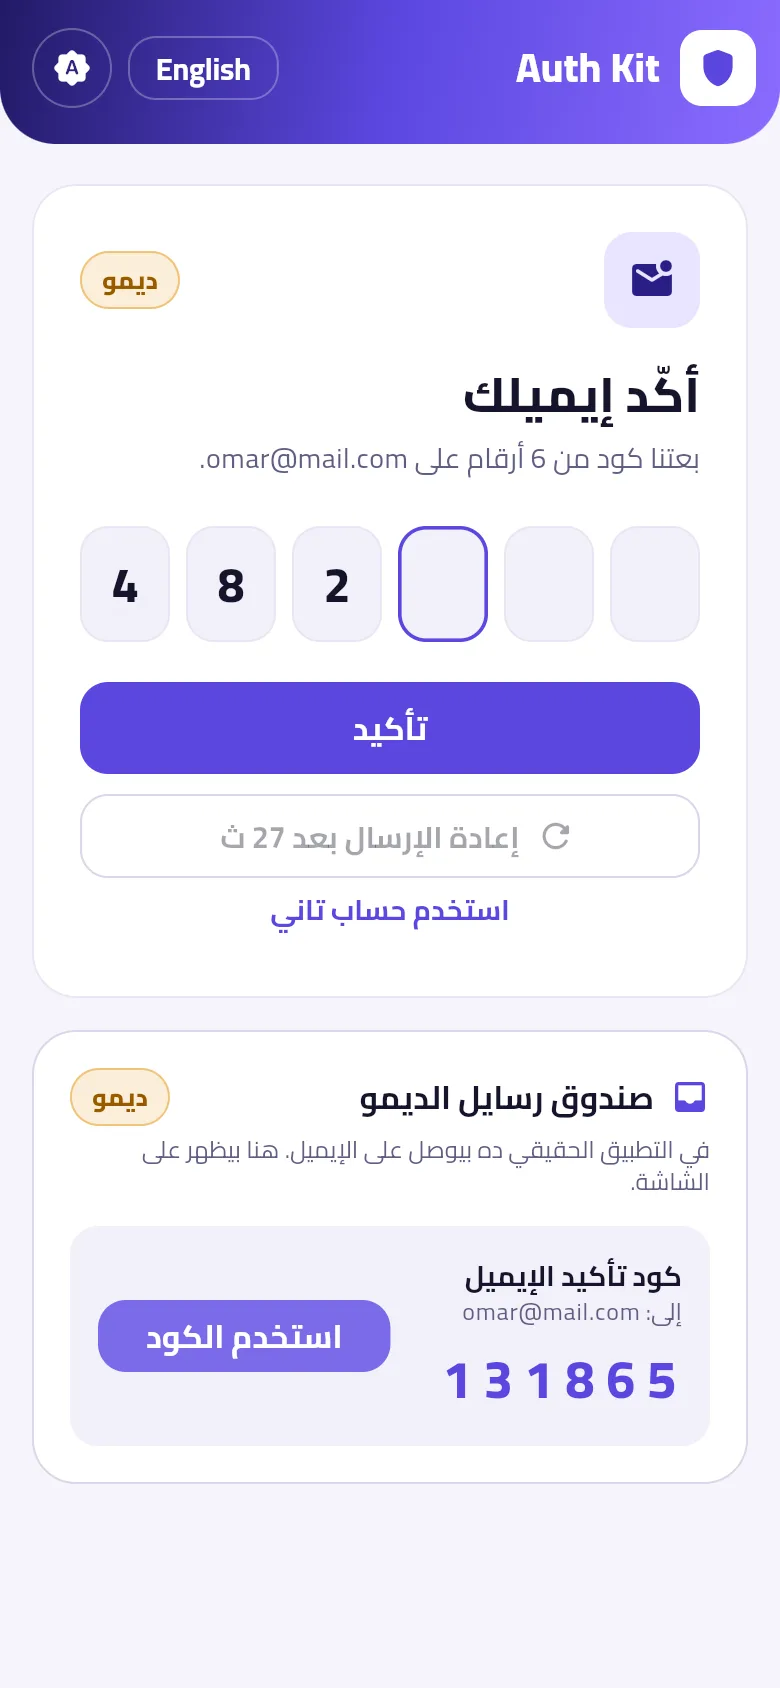 Auth Kit
English
A
ديمو
أكّد إيميلك
بعتنا كود من 6 أرقام على omar@mail.com.
4 8 2
تأكيد
إعادة الإرسال بعد 27 ث
استخدم حساب تاني
صندوق رسايل الديمو
ديمو
في التطبيق الحقيقي ده بيوصل على الإيميل. هنا بيظهر على
الشاشة.
كود تأكيد الإيميل
إلى: omar@mail.com
131865
استخدم الكود